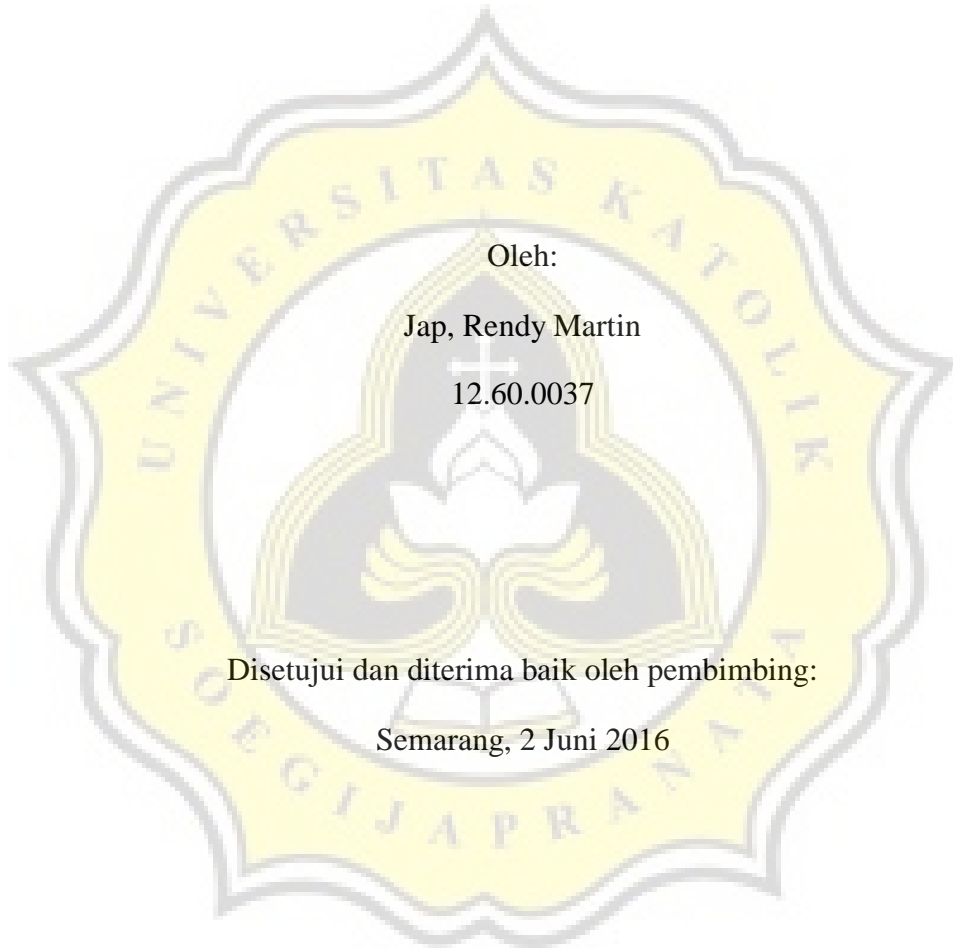 UNIVERSITAS KATOLIK
Oleh:
Jap, Rendy Martin
12.60.0037
Disetujui dan diterima baik oleh pembimbing:
Semarang, 2 Juni 2016
SOEGIJAPRANATA